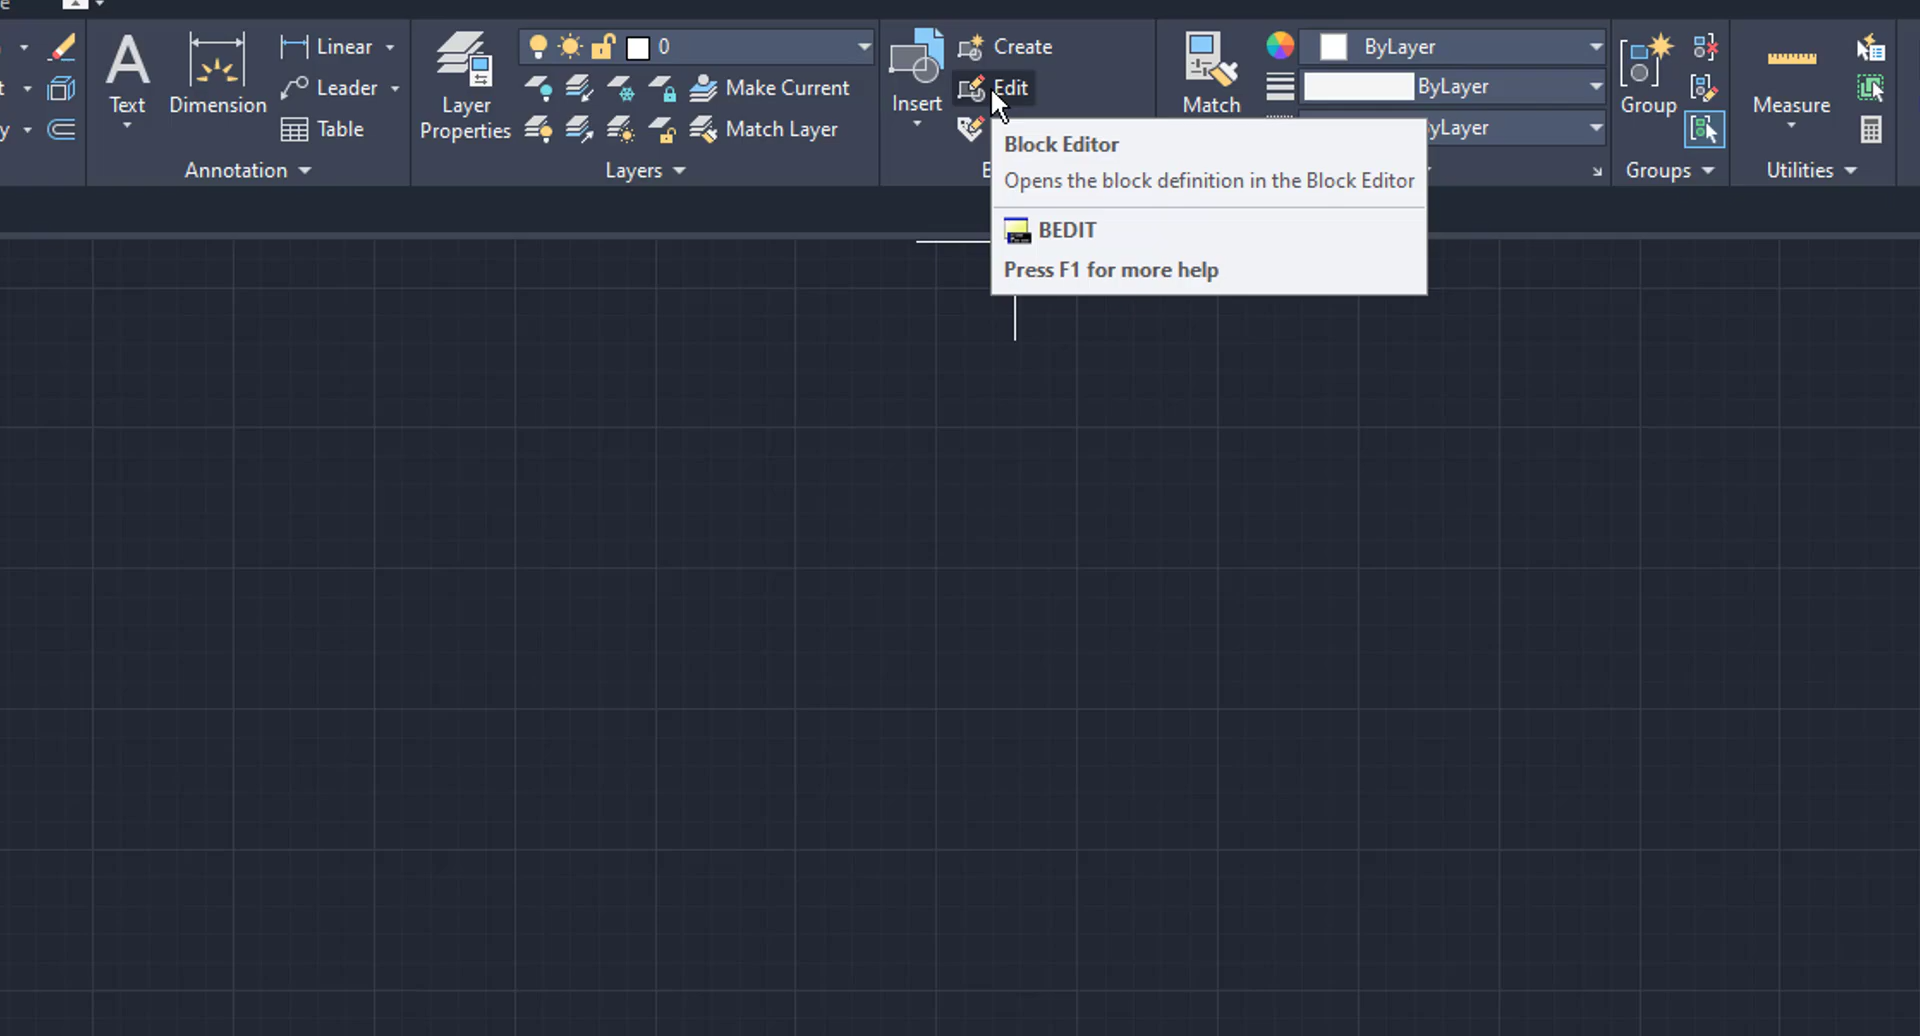 e
Text
Dimension
Linear
Leader
Table
Annotation
Layer
Properties
0
Make Current
Match Layer
Layers
Insert
Create
Edit
Match
ByLayer
ByLayer
yLayer
Group
Groups
Measure
Utilities
t
y
Block Editor
Opens the block definition in the Block Editor
BEDIT
Press F1 for more help